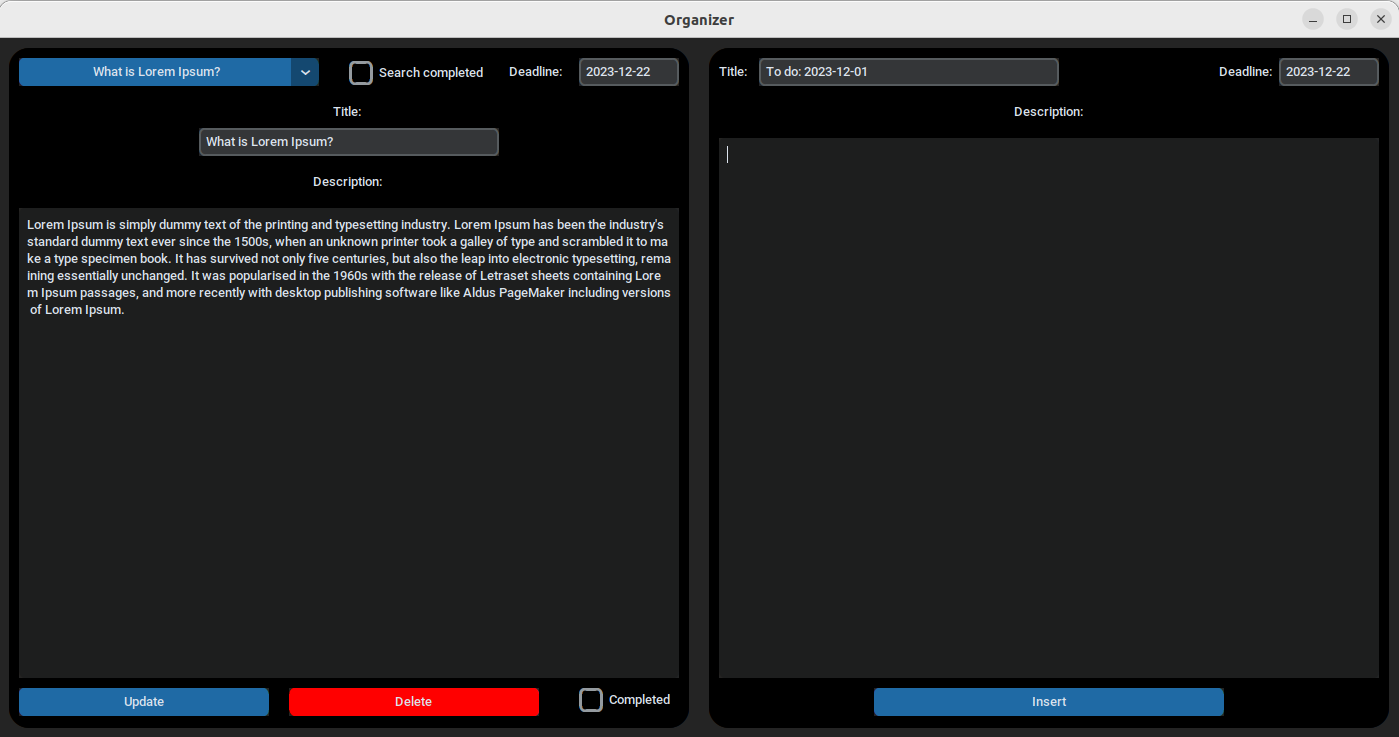 Organizer
What is Lorem Ipsum?
Search completed
Deadline:
2023-12-22
Title:
What is Lorem Ipsum?
Description:
Lorem Ipsum is simply dummy text of the printing and typesetting industry. Lorem Ipsum has been the industry's
standard dummy text ever since the 1500s, when an unknown printer took a galley of type and scrambled it to ma
ke a type specimen book. It has survived not only five centuries, but also the leap into electronic typesetting, rema
ining essentially unchanged. It was popularised in the 1960s with the release of Letraset sheets containing Lore
m Ipsum passages, and more recently with desktop publishing software like Aldus PageMaker including versions
of Lorem Ipsum.
Update
Delete
Completed
Title:
To do: 2023-12-01
Deadline:
2023-12-22
Description:
Insert